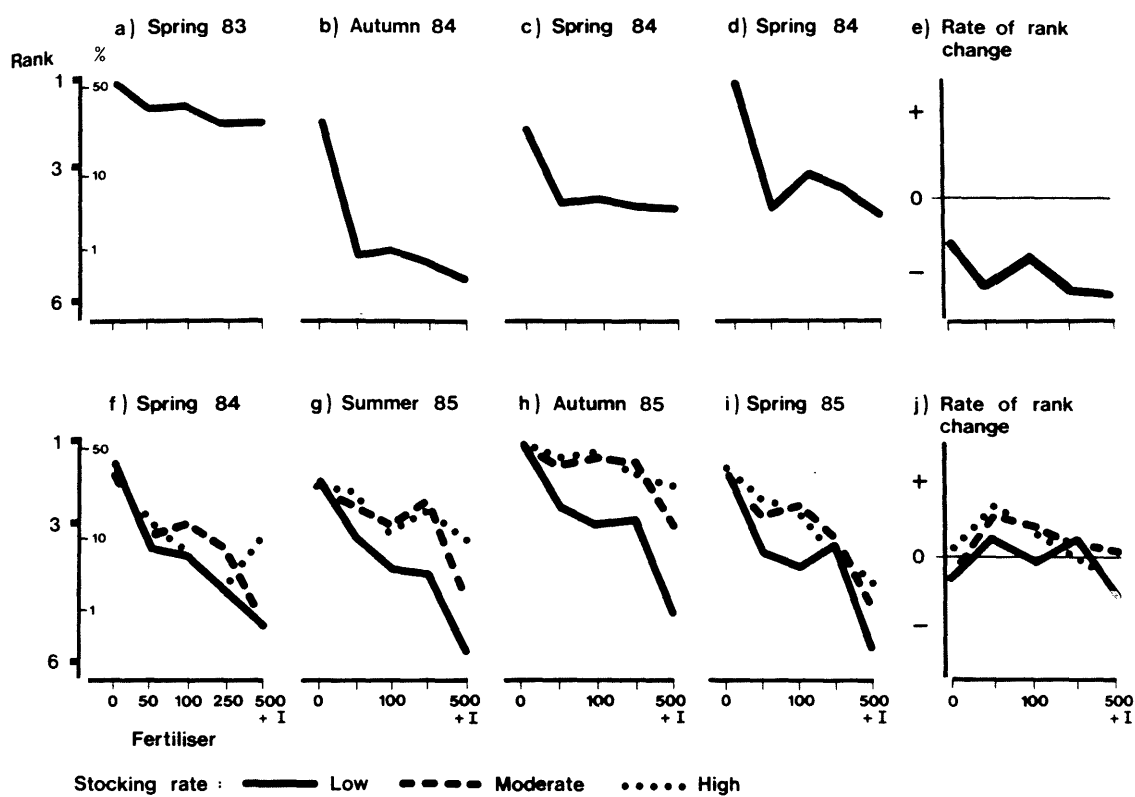 a) Spring 83
b) Autumn 84
c) Spring 84
d) Spring 84
e) Rate of rank
change
Rank %
1 50
3 10
1
6
+
0
−
f) Spring 84
g) Summer 85
h) Autumn 85
i) Spring 85
j) Rate of rank
change
1 50
3 10
1
6
+
0
−
0 50 100 250 500
+ I
0 100 500
+ I
0 100 500
+ I
0 100 500
+ I
0 100 500
+ I
Fertiliser
Stocking rate : Low Moderate High